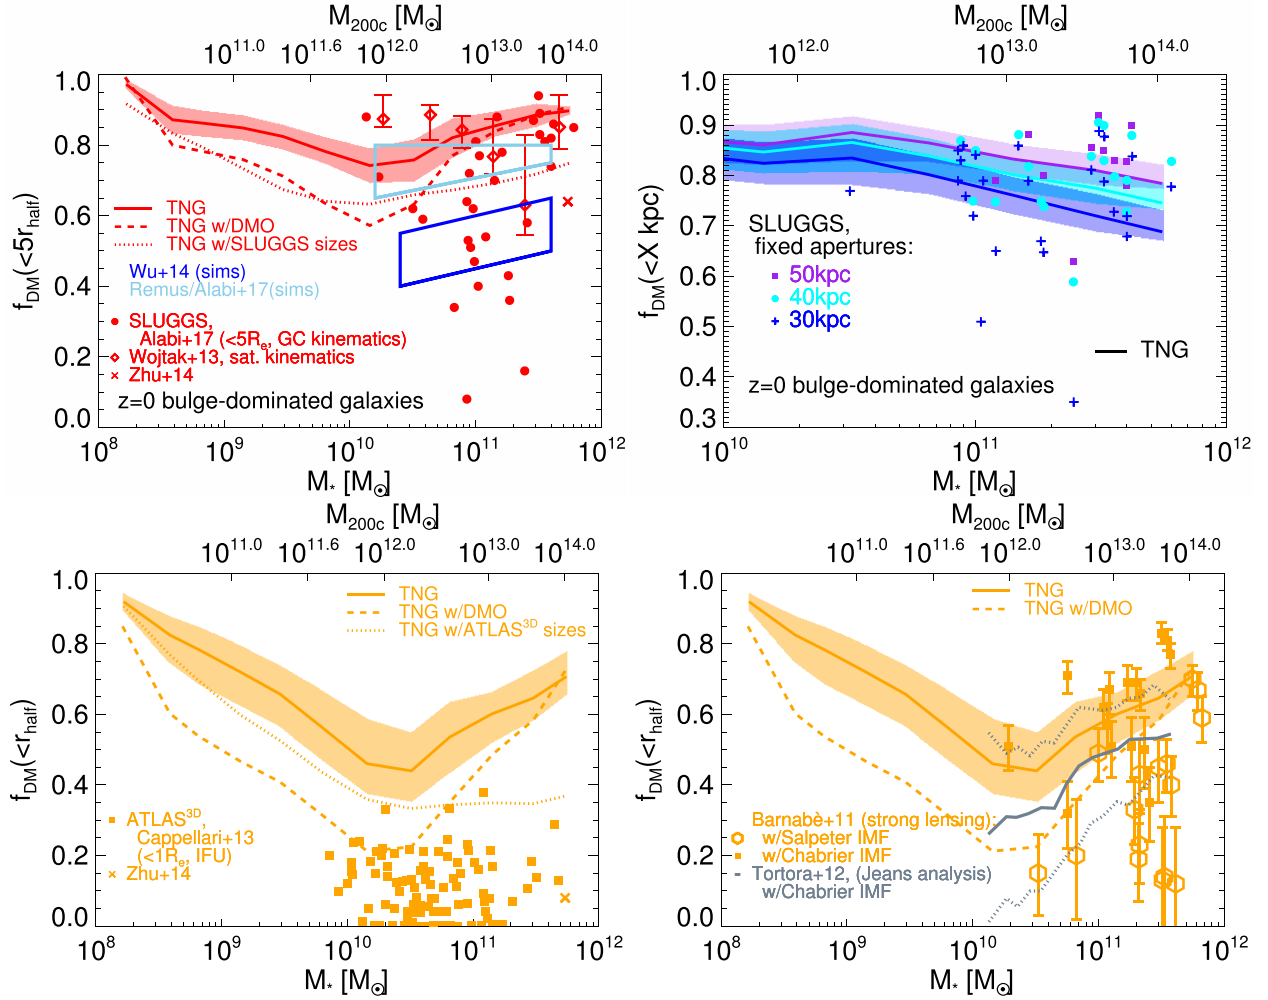 M200c [M⊙]
10^11.0 10^11.6 10^12.0 10^13.0 10^14.0
1.0
0.8
0.6
0.4
0.2
0.0
fDM(<5rhalf)
TNG
TNG w/DMO
TNG w/SLUGGS sizes
Wu+14 (sims)
Remus/Alabi+17(sims)
SLUGGS,
Alabi+17 (<5Re, GC kinematics)
Wojtak+13, sat. kinematics
Zhu+14
z=0 bulge-dominated galaxies
10^8 10^9 10^10 10^11 10^12
M* [M⊙]
M200c [M⊙]
10^12.0 10^13.0 10^14.0
0.9
0.8
0.7
0.6
0.5
0.4
0.3
fDM(<X kpc)
SLUGGS,
fixed apertures:
50kpc
40kpc
30kpc
TNG
z=0 bulge-dominated galaxies
10^10 10^11 10^12
M* [M⊙]
M200c [M⊙]
10^11.0 10^11.6 10^12.0 10^13.0 10^14.0
1.0
0.8
0.6
0.4
0.2
0.0
fDM(<rhalf)
TNG
TNG w/DMO
TNG w/ATLAS3D sizes
ATLAS3D,
Cappellari+13
(<1Re, IFU)
Zhu+14
10^8 10^9 10^10 10^11 10^12
M* [M⊙]
M200c [M⊙]
10^11.0 10^11.6 10^12.0 10^13.0 10^14.0
1.0
0.8
0.6
0.4
0.2
0.0
fDM(<rhalf)
TNG
TNG w/DMO
Barnabè+11 (strong lensing)
w/Salpeter IMF
w/Chabrier IMF
Tortora+12, (Jeans analysis)
w/Chabrier IMF
10^8 10^9 10^10 10^11 10^12
M* [M⊙]